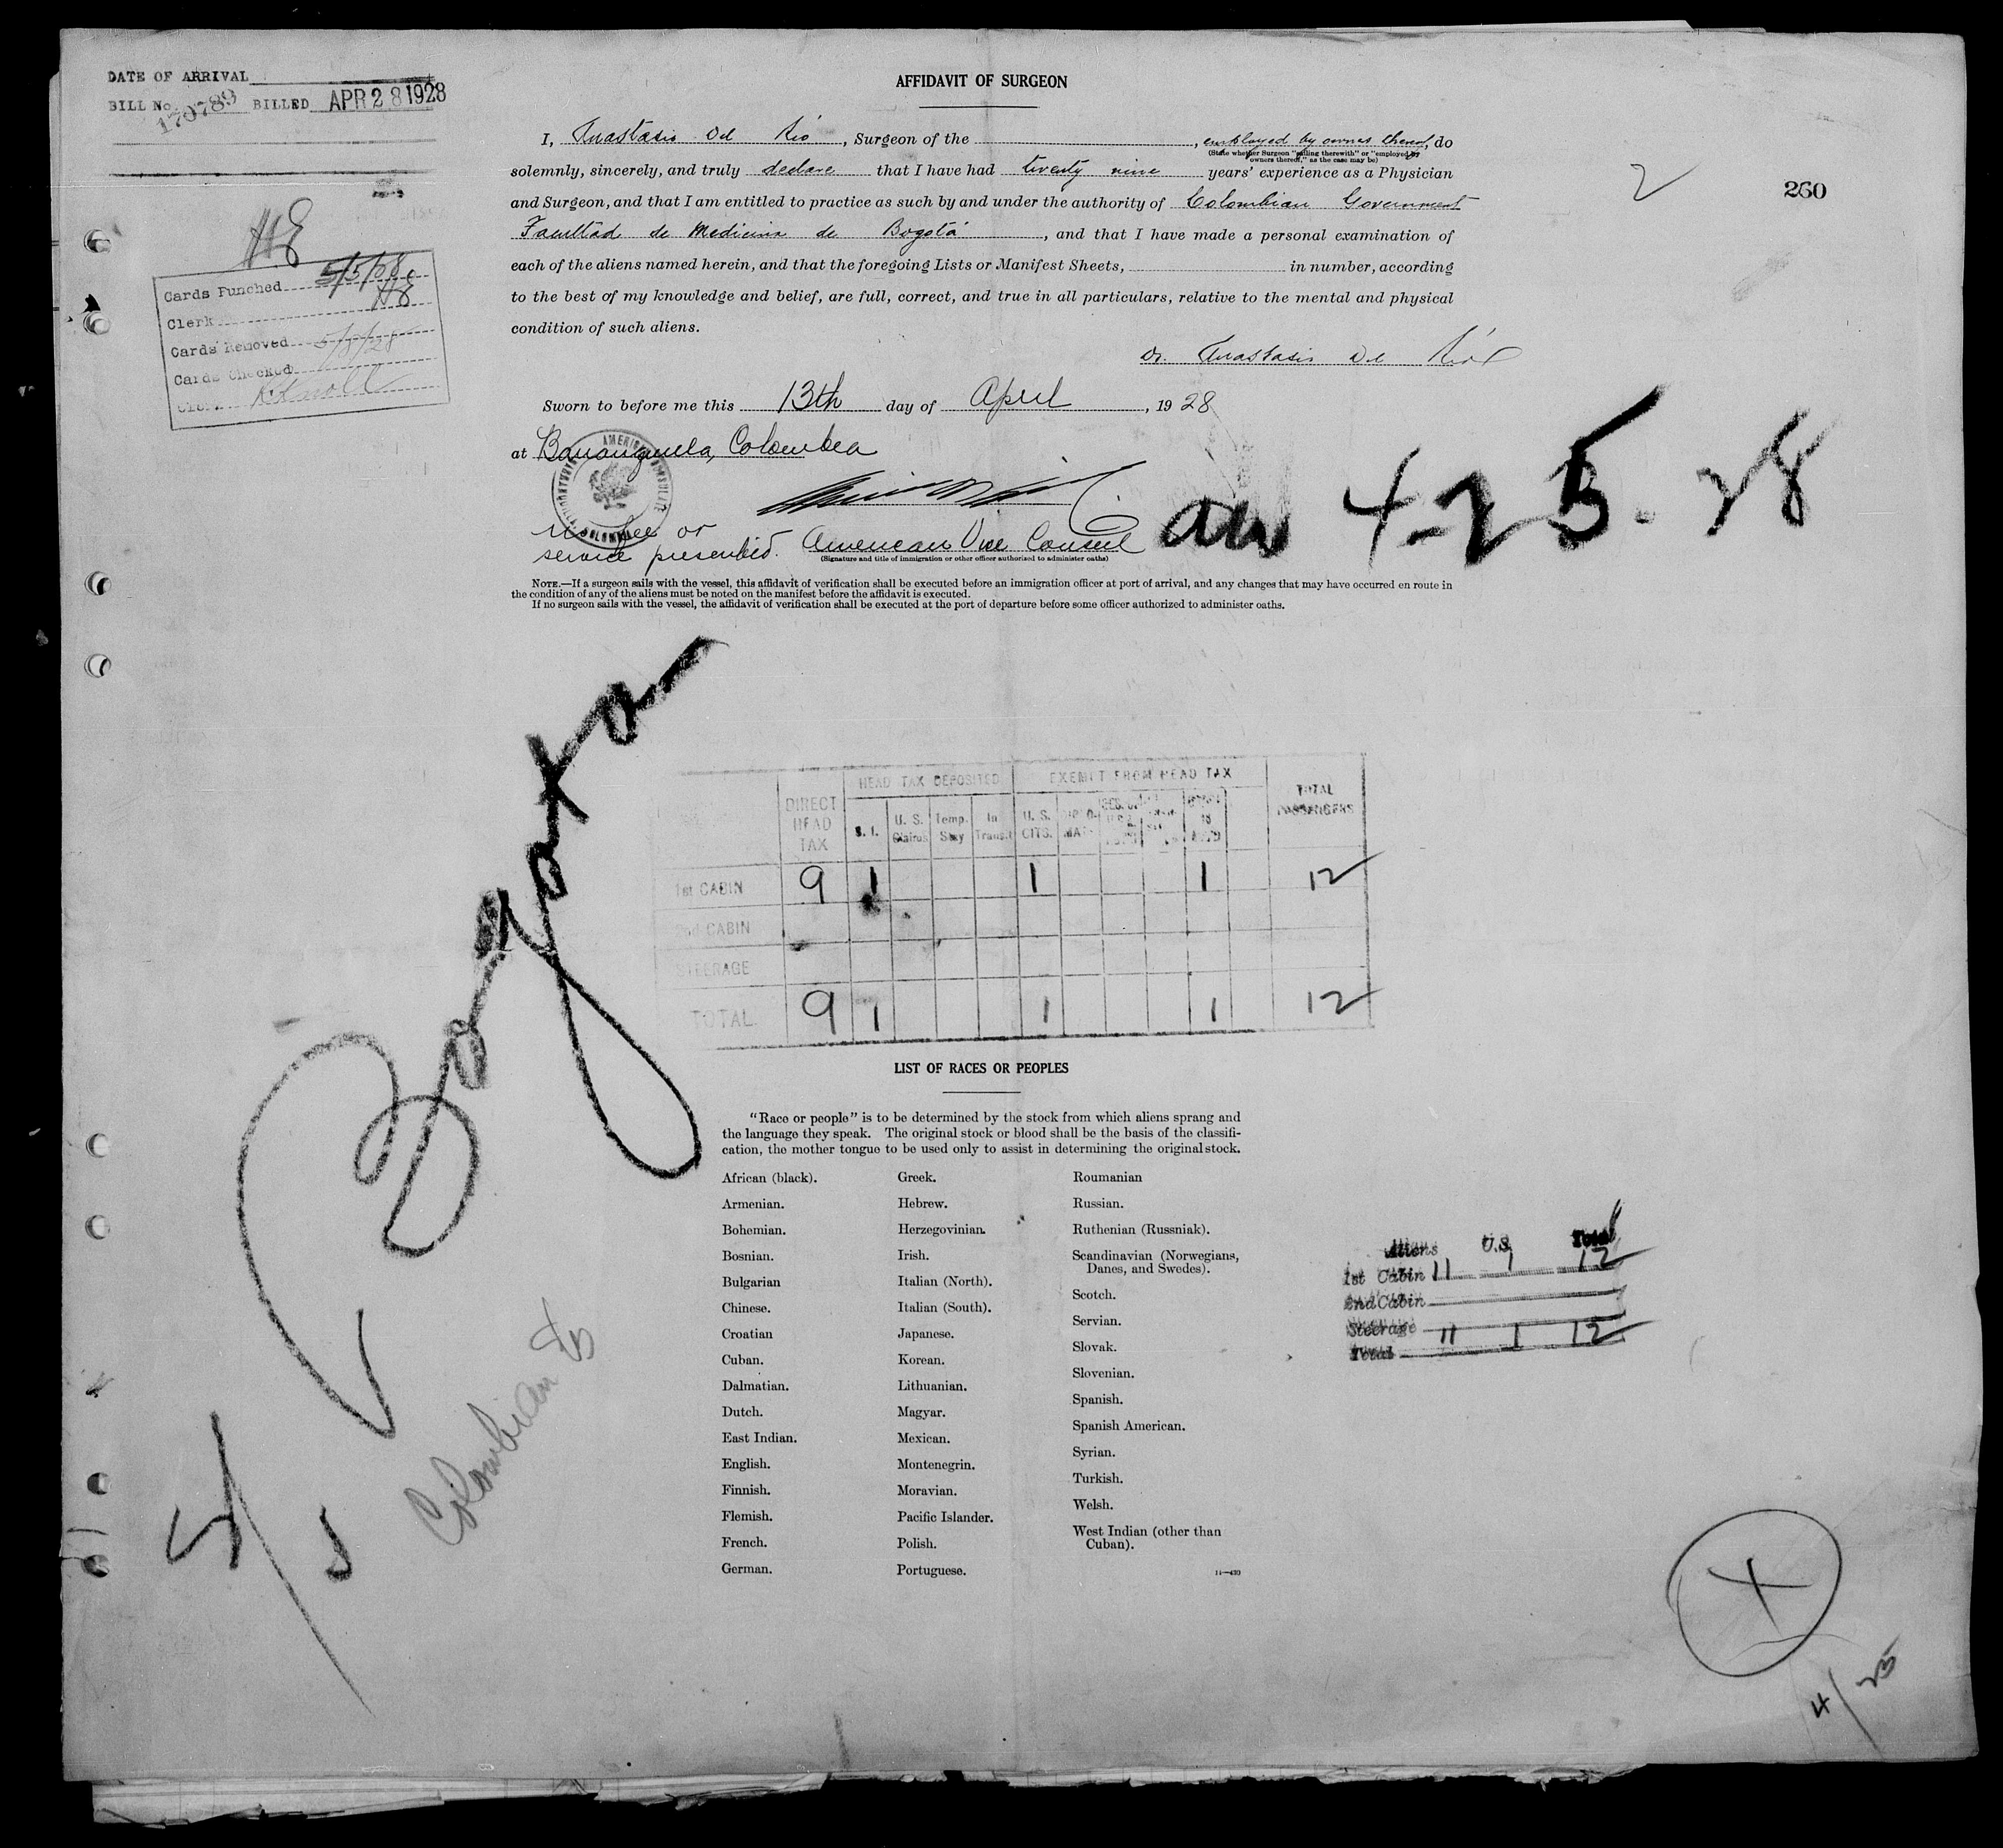 DATE OF ARRIVAL
BILL No. 170789 BILLED APR 28 1928
AFFIDAVIT OF SURGEON
I, Anastasio Del Rió, Surgeon of the , employed by owners thereof, do
(State whether Surgeon "sailing therewith" or "employed by
owners thereof," as the case may be)
solemnly, sincerely, and truly declare that I have had twenty nine years' experience as a Physician
and Surgeon, and that I am entitled to practice as such by and under the authority of Colombian Government
Facultad de Medicina de Bogotá, and that I have made a personal examination of
each of the aliens named herein, and that the foregoing Lists or Manifest Sheets, in number, according
to the best of my knowledge and belief, are full, correct, and true in all particulars, relative to the mental and physical
condition of such aliens.
Dr. Anastasio Del Rió
2
260
HE
Cards Punched 5/5/28
Clerk HE
Cards Removed 5/8/28
Cards Checked
Clerk
Sworn to before me this 13th day of April, 1928
at Barranquilla, Colombia
AMERICAN CONSULATE
BARRANQUILLA, COLOMBIA
no fee or
service prescribed. American Vice Consul
(Signature and title of immigration or other officer authorized to administer oaths)
4-25-28
NOTE.—If a surgeon sails with the vessel, this affidavit of verification shall be executed before an immigration officer at port of arrival, and any changes that may have occurred en route in
the condition of any of the aliens must be noted on the manifest before the affidavit is executed.
If no surgeon sails with the vessel, the affidavit of verification shall be executed at the port of departure before some officer authorized to administer oaths.
HEAD TAX DEPOSITED EXEMPT FROM HEAD TAX
DIRECT HEAD TAX S. I. U. S. Temp. Stay In Transit U. S. CITS. TOTAL PASSENGERS
1st CABIN 9 1 1 1 12
2nd CABIN
STEERAGE
TOTAL 9 1 1 1 12
LIST OF RACES OR PEOPLES
"Race or people" is to be determined by the stock from which aliens sprang and
the language they speak. The original stock or blood shall be the basis of the classifi-
cation, the mother tongue to be used only to assist in determining the original stock.
African (black).
Armenian.
Bohemian.
Bosnian.
Bulgarian
Chinese.
Croatian
Cuban.
Dalmatian.
Dutch.
East Indian.
English.
Finnish.
Flemish.
French.
German.
Greek.
Hebrew.
Herzegovinian.
Irish.
Italian (North).
Italian (South).
Japanese.
Korean.
Lithuanian.
Magyar.
Mexican.
Montenegrin.
Moravian.
Pacific Islander.
Polish.
Portuguese.
Roumanian
Russian.
Ruthenian (Russniak).
Scandinavian (Norwegians,
Danes, and Swedes).
Scotch.
Servian.
Slovak.
Slovenian.
Spanish.
Spanish American.
Syrian.
Turkish.
Welsh.
West Indian (other than
Cuban).
Aliens U.S. Total
1st Cabin 11 1 12
2nd Cabin
Steerage
Total 11 1 12
Colombian
X
4/25